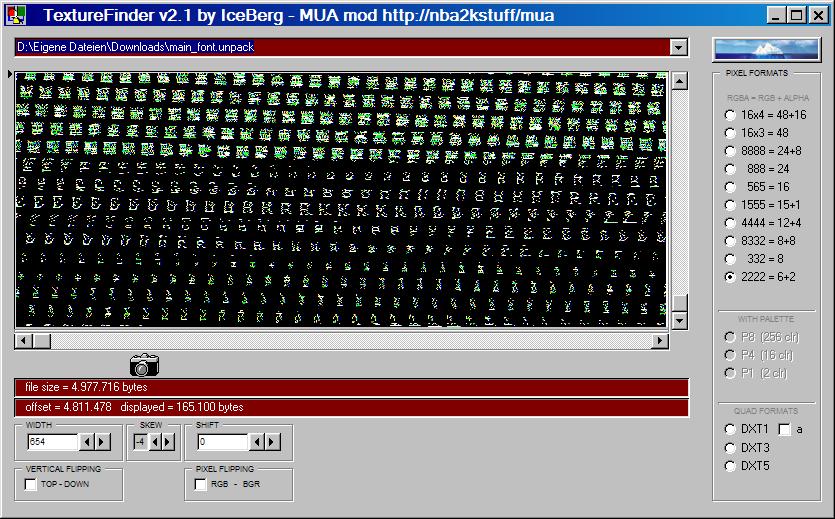 TextureFinder v2.1 by IceBerg - MUA mod http://nba2kstuff/mua
D:\Eigene Dateien\Downloads\main_font.unpack
PIXEL FORMATS
RGBA = RGB + ALPHA
16x4 = 48+16
16x3 = 48
8888 = 24+8
888 = 24
565 = 16
1555 = 15+1
4444 = 12+4
8332 = 8+8
332 = 8
2222 = 6+2
WITH PALETTE
P8 (256 clr)
P4 (16 clr)
P1 (2 clr)
QUAD FORMATS
DXT1 a
DXT3
DXT5
file size = 4.977.716 bytes
offset = 4.811.478 displayed = 165.100 bytes
WIDTH SKEW SHIFT
654 -4 0
VERTICAL FLIPPING PIXEL FLIPPING
TOP - DOWN RGB - BGR